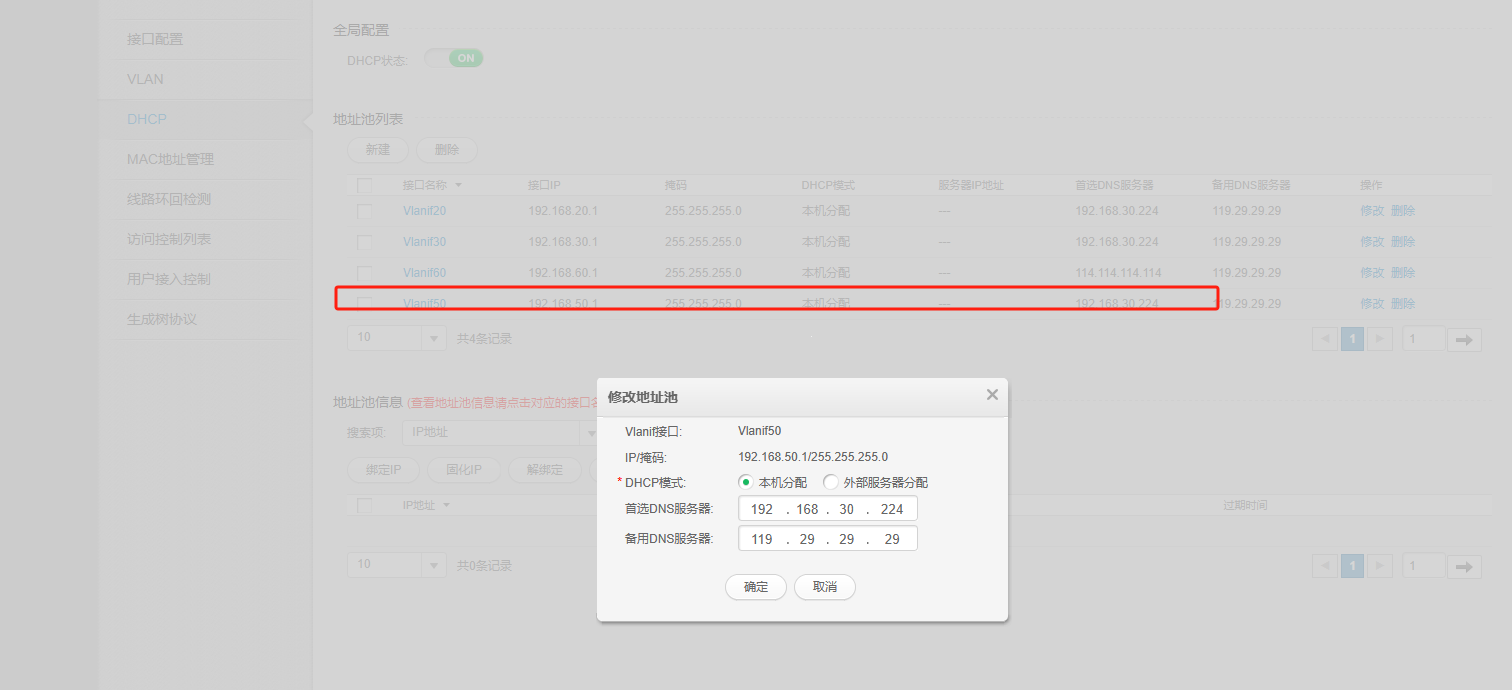 接口配置
VLAN
DHCP
MAC地址管理
线路环回检测
访问控制列表
用户接入控制
生成树协议
全局配置
DHCP状态: ON
地址池列表
新建 删除
接口名称 接口IP 掩码 DHCP模式 服务器IP地址 首选DNS服务器 备用DNS服务器 操作
Vlanif20 192.168.20.1 255.255.255.0 本机分配 --- 192.168.30.224 119.29.29.29 修改 删除
Vlanif30 192.168.30.1 255.255.255.0 本机分配 --- 192.168.30.224 119.29.29.29 修改 删除
Vlanif60 192.168.60.1 255.255.255.0 本机分配 --- 114.114.114.114 119.29.29.29 修改 删除
Vlanif50 192.168.50.1 255.255.255.0 本机分配 --- 192.168.30.224 119.29.29.29 修改 删除
10 共4条记录 1 1
地址池信息 (查看地址池信息请点击对应的接口
搜索项: IP地址
绑定IP 固化IP 解绑定
IP地址 过期时间
10 共0条记录 1 1
修改地址池
Vlanif接口: Vlanif50
IP/掩码: 192.168.50.1/255.255.255.0
* DHCP模式: 本机分配 外部服务器分配
首选DNS服务器: 192 . 168 . 30 . 224
备用DNS服务器: 119 . 29 . 29 . 29
确定 取消